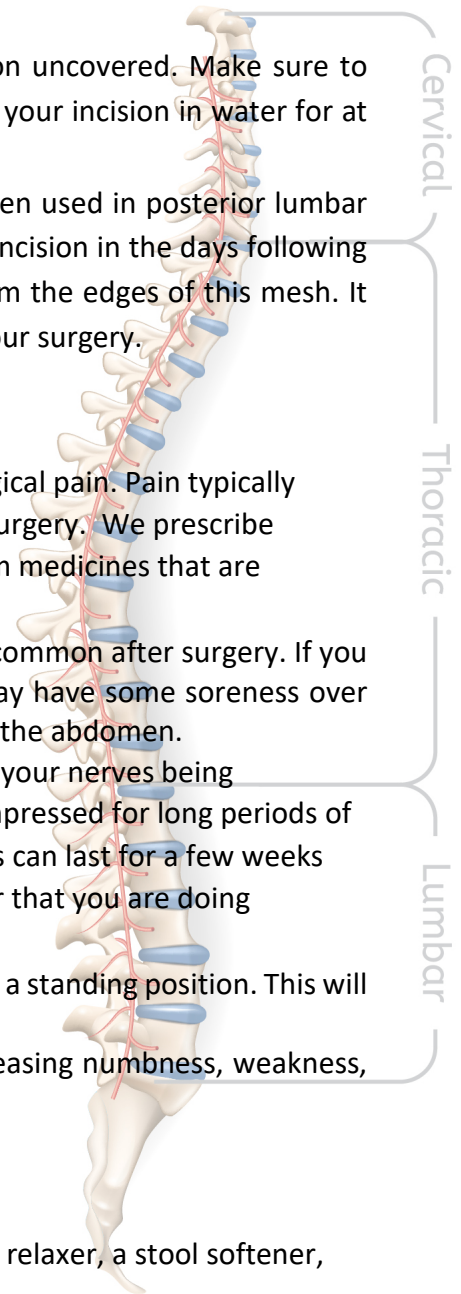 on uncovered. Make sure to
Cervical
your incision in water for at
en used in posterior lumbar
ncision in the days following
m the edges of this mesh. It
our surgery.
Thoracic
gical pain. Pain typically
surgery. We prescribe
n medicines that are
common after surgery. If you
ay have some soreness over
the abdomen.
your nerves being
mpressed for long periods of
s can last for a few weeks
Lumbar
r that you are doing
a standing position. This will
easing numbness, weakness,
relaxer, a stool softener,